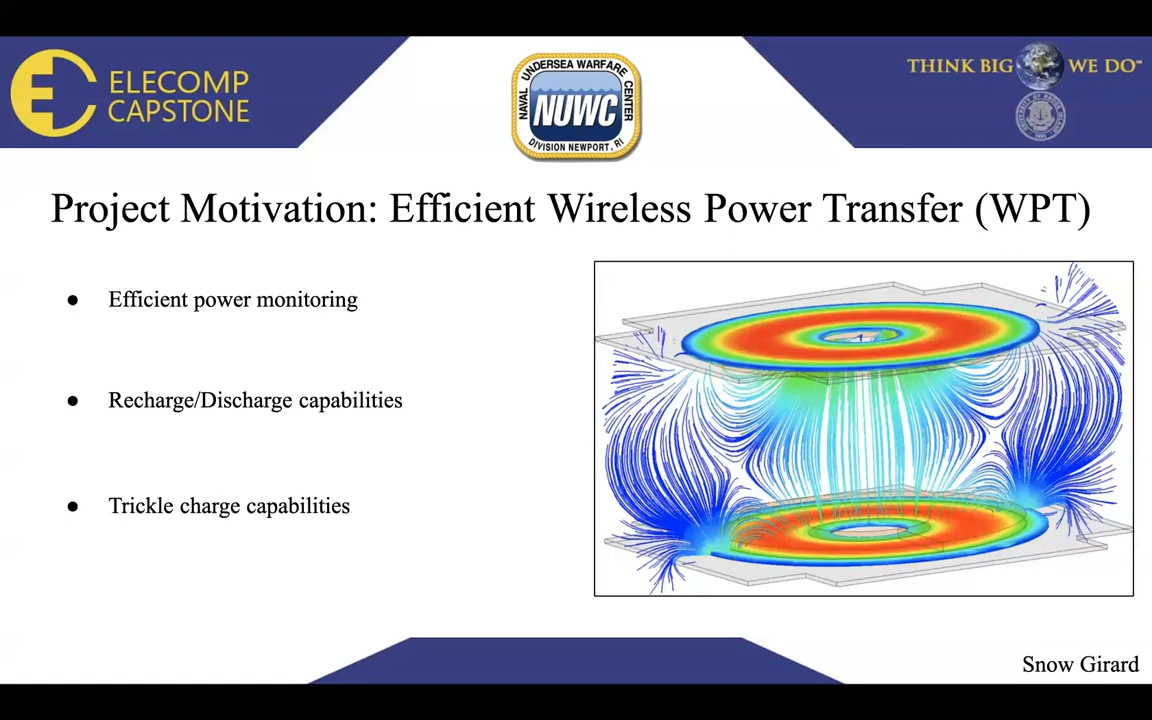 ELECOMP
CAPSTONE
NAVAL UNDERSEA WARFARE CENTER
NUWC
DIVISION NEWPORT, RI
THINK BIG WE DO℠
Project Motivation: Efficient Wireless Power Transfer (WPT)
● Efficient power monitoring
● Recharge/Discharge capabilities
● Trickle charge capabilities
Snow Girard